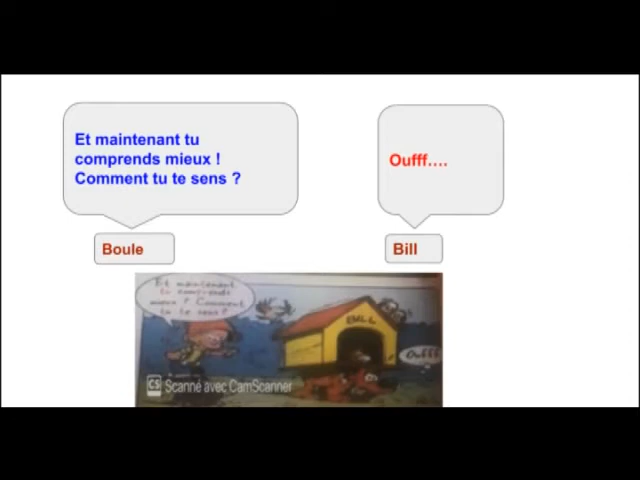 Et maintenant tu
comprends mieux !
Comment tu te sens ?
Oufff....
Boule
Bill
Et maintenant
tu comprends
mieux ? Comment
tu te sens ?
BILL
Oufff
CS Scanné avec CamScanner